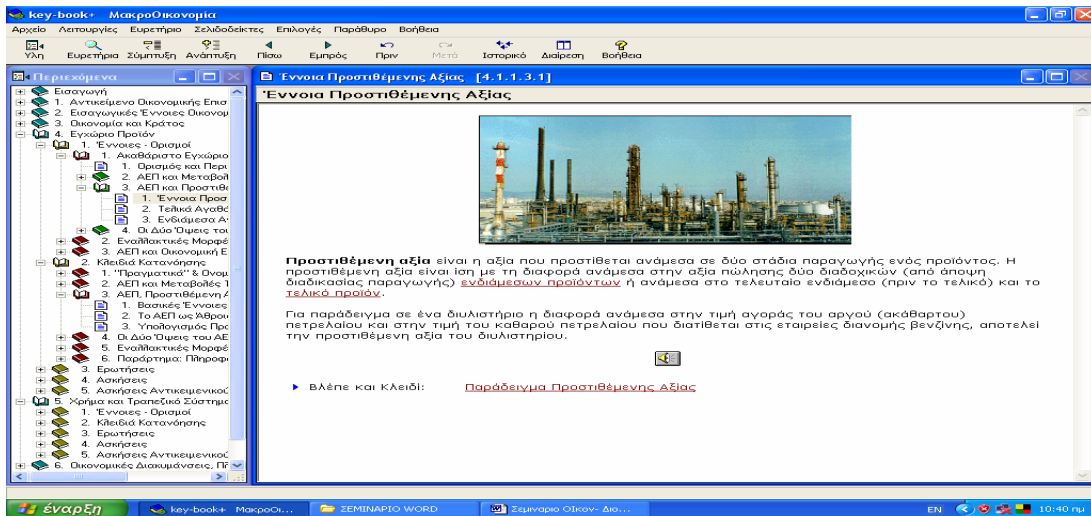 key-book+ ΜακροΟικονομία
Αρχείο Λειτουργίες Ευρετήριο Σελιδοδείκτες Επιλογές Παράθυρο Βοήθεια
Ύλη Ευρετήρια Σύμπτυξη Ανάπτυξη Πίσω Εμπρός Πριν Μετά Ιστορικό Διαίρεση Βοήθεια
Περιεχόμενα
Εισαγωγή
1. Αντικείμενο Οικονομικής Επισ
2. Εισαγωγικές Έννοιες Οικονομ
3. Οικονομία και Κράτος
4. Εγχώριο Προϊόν
1. Έννοιες - Ορισμοί
1. Ακαθάριστο Εγχώριο
1. Ορισμός και Περι
2. ΑΕΠ και Μεταβολ
3. ΑΕΠ και Προστιθέ
1. Έννοια Προσ
2. Τελικά Αγαθά
3. Ενδιάμεσα Α
4. Οι Δύο Όψεις του
2. Εναλλακτικές Μορφέ
3. ΑΕΠ και Οικονομική Ε
2. Κλειδιά Κατανόησης
1. "Πραγματικά" & Ονομ
2. ΑΕΠ και Μεταβολές Τ
3. ΑΕΠ, Προστιθέμενη Α
1. Βασικές Έννοιες
2. Το ΑΕΠ ως Άθροι
3. Υπολογισμός Προ
4. Οι Δύο Όψεις του ΑΕ
5. Εναλλακτικές Μορφέ
6. Παράρτημα: Πληροφ
3. Ερωτήσεις
4. Ασκήσεις
5. Ασκήσεις Αντικειμενικού
5. Χρήμα και Τραπεζικό Σύστημα
1. Έννοιες - Ορισμοί
2. Κλειδιά Κατανόησης
3. Ερωτήσεις
4. Ασκήσεις
5. Ασκήσεις Αντικειμενικού
6. Οικονομικές Διακυμάνσεις, Π
Έννοια Προστιθέμενης Αξίας [4.1.1.3.1]
Έννοια Προστιθέμενης Αξίας
Προστιθέμενη αξία είναι η αξία που προστίθεται ανάμεσα σε δύο στάδια παραγωγής ενός προϊόντος. Η
προστιθέμενη αξία είναι ίση με τη διαφορά ανάμεσα στην αξία πώλησης δύο διαδοχικών (από άποψη
διαδικασίας παραγωγής) ενδιάμεσων προϊόντων ή ανάμεσα στο τελευταίο ενδιάμεσο (πριν το τελικό) και το
τελικό προϊόν.
Για παράδειγμα σε ένα διυλιστήριο η διαφορά ανάμεσα στην τιμή αγοράς του αργού (ακάθαρτου)
πετρελαίου και στην τιμή του καθαρού πετρελαίου που διατίθεται στις εταιρείες διανομής βενζίνης, αποτελεί
την προστιθέμενη αξία του διυλιστηρίου.
Βλέπε και Κλειδί: Παράδειγμα Προστιθέμενης Αξίας
έναρξη key-book+ ΜακροΟι... ΣΕΜΙΝΑΡΙΟ WORD Σεμιναριο ΟΙκον- Διο... EN 10:40 πμ